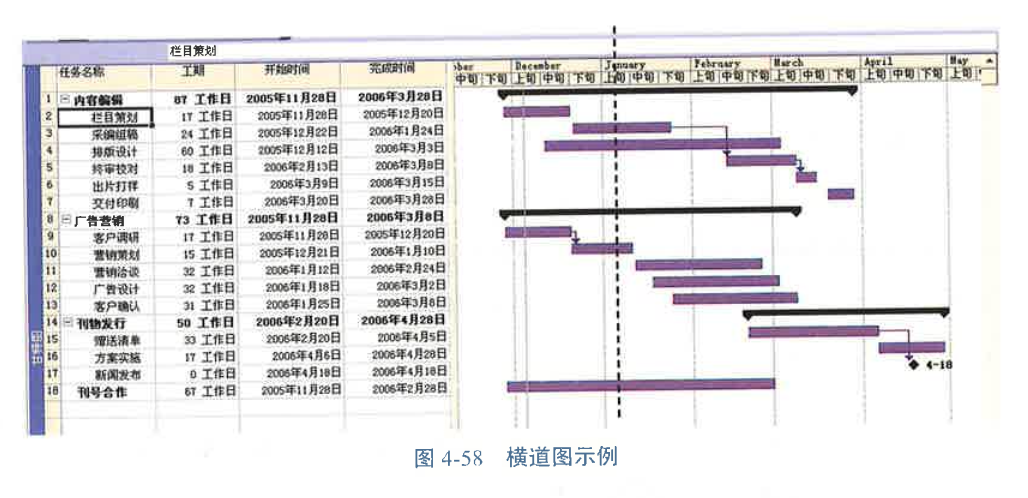 栏目策划
任务名称 工期 开始时间 完成时间
ober December January February March April May
中旬 下旬 上旬 中旬 下旬 上旬 中旬 下旬 上旬 中旬 下旬 上旬 中旬 下旬 上旬 中旬 下旬 上旬
1 内容编辑 87 工作日 2005年11月28日 2006年3月28日
2 栏目策划 17 工作日 2005年11月28日 2005年12月20日
3 采编组稿 24 工作日 2005年12月22日 2006年1月24日
4 排版设计 60 工作日 2005年12月12日 2006年3月3日
5 终审校对 18 工作日 2006年2月13日 2006年3月8日
6 出片打样 5 工作日 2006年3月9日 2006年3月15日
7 交付印刷 7 工作日 2006年3月20日 2006年3月28日
8 广告营销 73 工作日 2005年11月28日 2006年3月8日
9 客户调研 17 工作日 2005年11月28日 2005年12月20日
10 营销策划 15 工作日 2005年12月21日 2006年1月10日
11 营销洽谈 32 工作日 2006年1月12日 2006年2月24日
12 广告设计 32 工作日 2006年1月18日 2006年3月2日
13 客户确认 31 工作日 2006年1月25日 2006年3月8日
14 刊物发行 50 工作日 2006年2月20日 2006年4月28日
15 赠送清单 33 工作日 2006年2月20日 2006年4月5日
16 方案实施 17 工作日 2006年4月6日 2006年4月28日
17 新闻发布 0 工作日 2006年4月18日 2006年4月18日
4-18
18 刊号合作 67 工作日 2005年11月28日 2006年2月28日
图 4-58 横道图示例